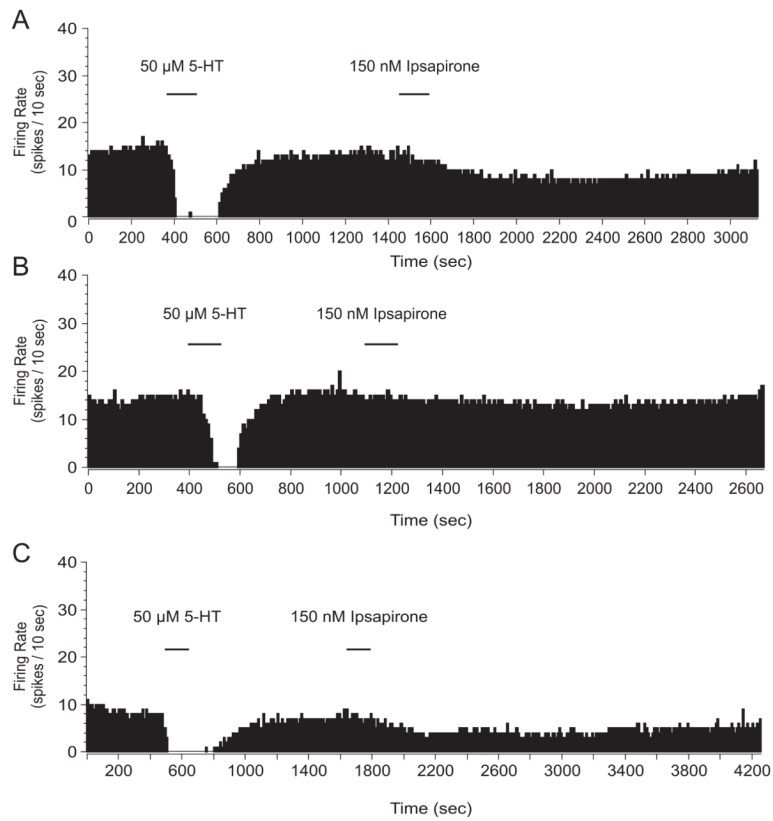 A
40
30
20
10
0
Firing Rate
(spikes / 10 sec)
50 µM 5-HT
150 nM Ipsapirone
0 200 400 600 800 1000 1200 1400 1600 1800 2000 2200 2400 2600 2800 3000
Time (sec)
B
40
30
20
10
0
Firing Rate
(spikes / 10 sec)
50 µM 5-HT
150 nM Ipsapirone
0 200 400 600 800 1000 1200 1400 1600 1800 2000 2200 2400 2600
Time (sec)
C
40
30
20
10
0
Firing Rate
(spikes / 10 sec)
50 µM 5-HT
150 nM Ipsapirone
200 600 1000 1400 1800 2200 2600 3000 3400 3800 4200
Time (sec)